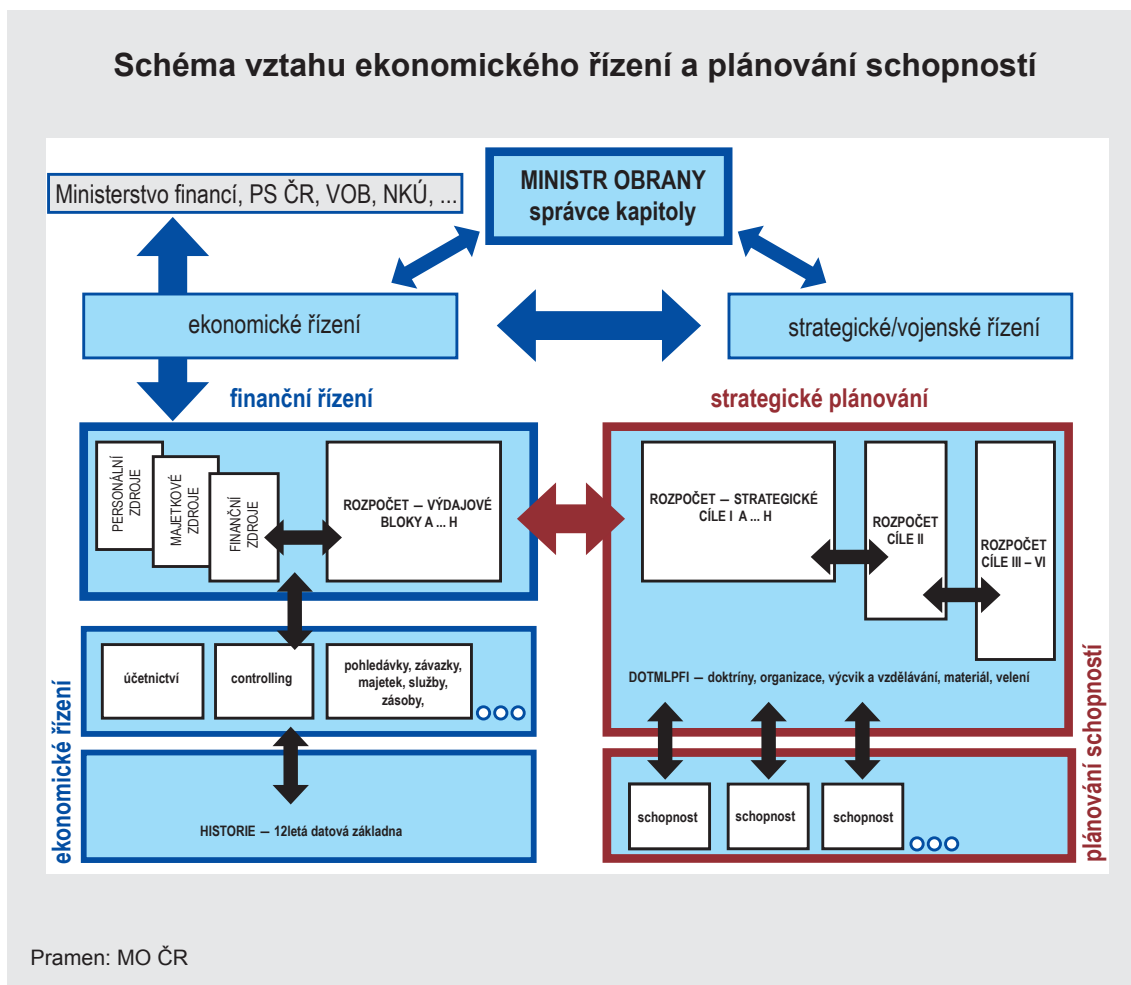 Schéma vztahu ekonomického řízení a plánování schopností
Ministerstvo financí, PS ČR, VOB, NKÚ, ...
MINISTR OBRANY
správce kapitoly
ekonomické řízení
strategické/vojenské řízení
finanční řízení
strategické plánování
PERSONÁLNÍ
ZDROJE
MAJETKOVÉ
ZDROJE
FINANČNÍ
ZDROJE
ROZPOČET — VÝDAJOVÉ
BLOKY A ... H
ROZPOČET — STRATEGICKÉ
CÍLE I A ... H
ROZPOČET
CÍLE II
ROZPOČET
CÍLE III – VI
účetnictví
controlling
pohledávky, závazky,
majetek, služby,
zásoby,
DOTMLPFI — doktríny, organizace, výcvik a vzdělávání, materiál, velení
ekonomické řízení
HISTORIE — 12letá datová základna
schopnost
schopnost
schopnost
plánování schopností
Pramen: MO ČR